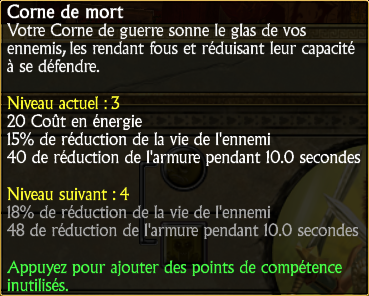 Corne de mort
Votre Corne de guerre sonne le glas de vos
ennemis, les rendant fous et réduisant leur capacité
à se défendre.
Niveau actuel : 3
20 Coût en énergie
15% de réduction de la vie de l'ennemi
40 de réduction de l'armure pendant 10.0 secondes
Niveau suivant : 4
18% de réduction de la vie de l'ennemi
48 de réduction de l'armure pendant 10.0 secondes
Appuyez pour ajouter des points de compétence
inutilisés.